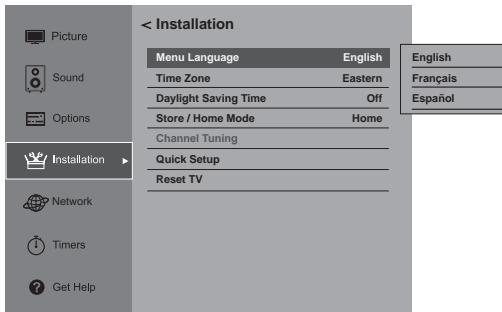 Picture
Sound
Options
Installation
Network
Timers
Get Help
< Installation
Menu Language English
Time Zone Eastern
Daylight Saving Time Off
Store / Home Mode Home
Channel Tuning
Quick Setup
Reset TV
English
Français
Español